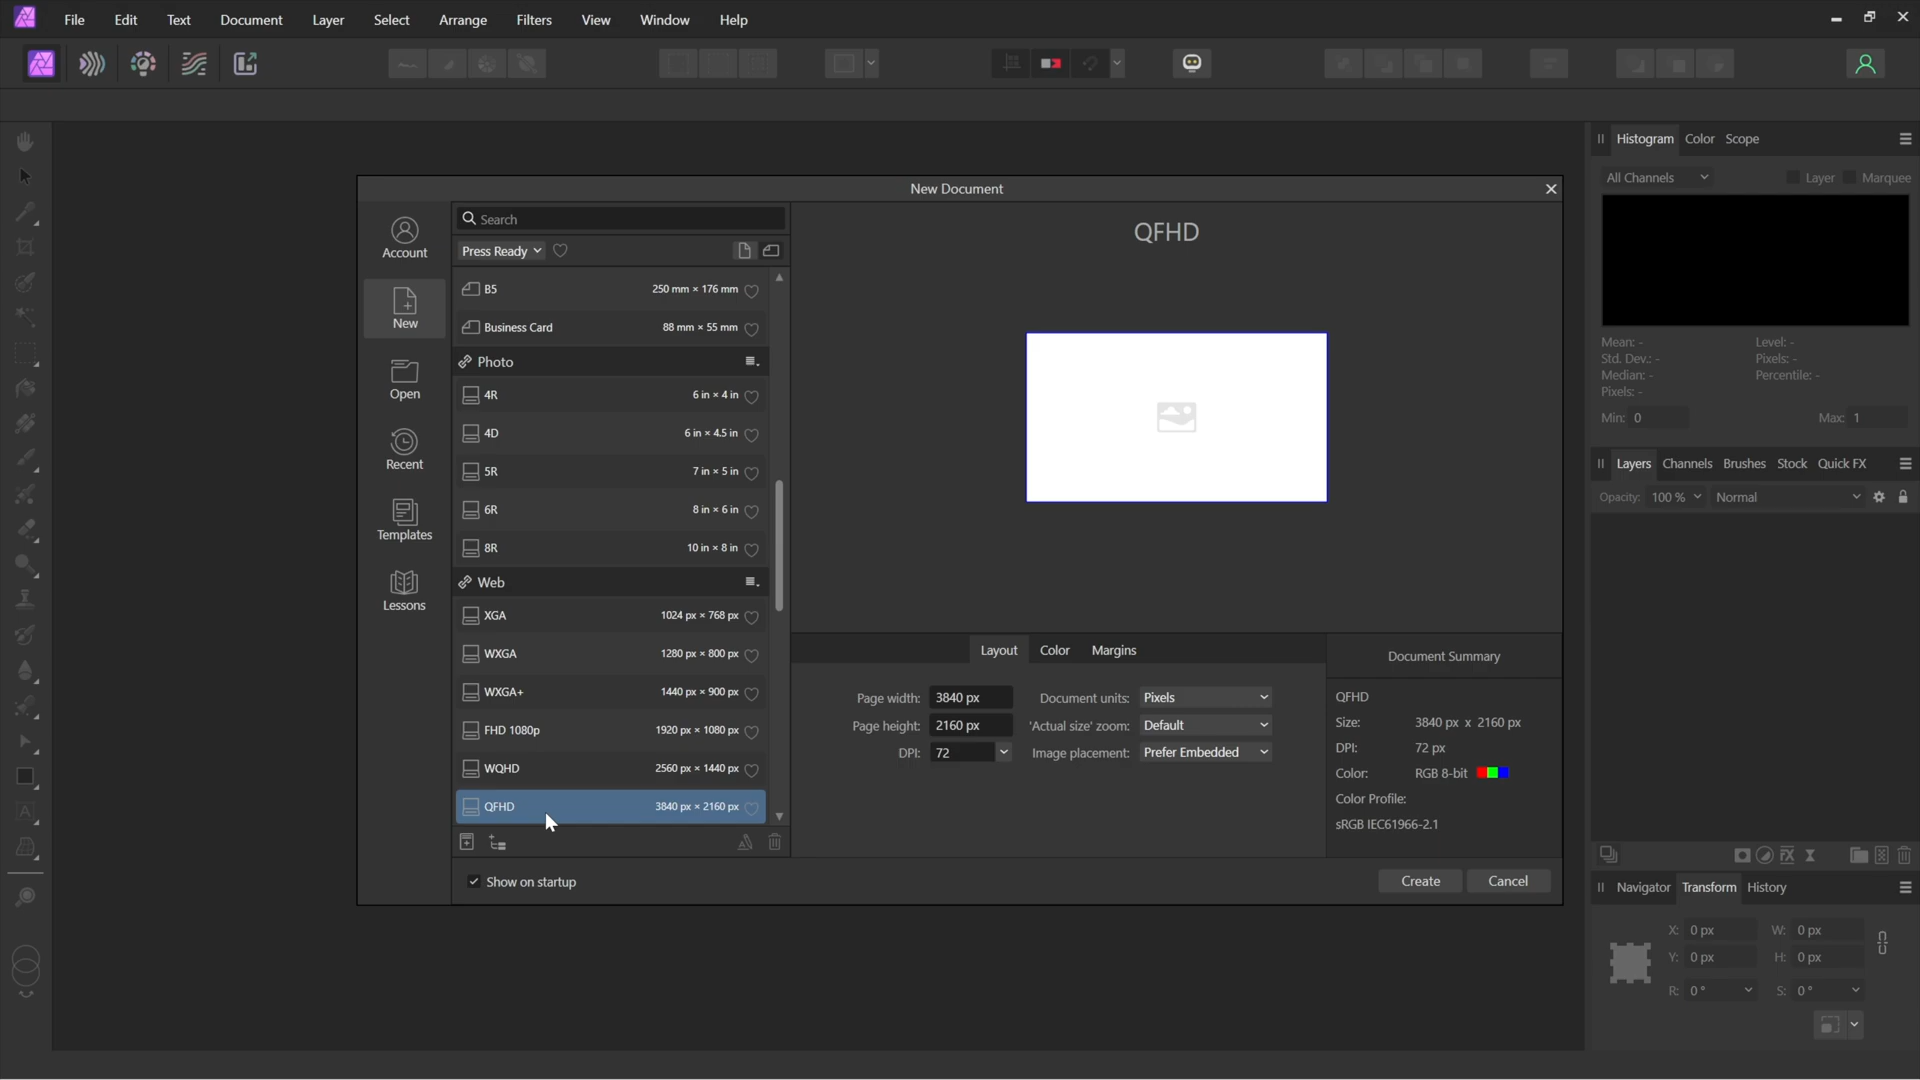 File Edit Text Document Layer Select Arrange Filters View Window Help
New Document
Account
New
Open
Recent
Templates
Lessons
Search
Press Ready
B5 250 mm × 176 mm
Business Card 88 mm × 55 mm
Photo
4R 6 in × 4 in
4D 6 in × 4.5 in
5R 7 in × 5 in
6R 8 in × 6 in
8R 10 in × 8 in
Web
XGA 1024 px × 768 px
WXGA 1280 px × 800 px
WXGA+ 1440 px × 900 px
FHD 1080p 1920 px × 1080 px
WQHD 2560 px × 1440 px
QFHD 3840 px × 2160 px
Show on startup
QFHD
Layout Color Margins
Page width: 3840 px Document units: Pixels
Page height: 2160 px 'Actual size' zoom: Default
DPI: 72 Image placement: Prefer Embedded
Document Summary
QFHD
Size: 3840 px x 2160 px
DPI: 72 px
Color: RGB 8-bit
Color Profile:
sRGB IEC61966-2.1
Create Cancel
Histogram Color Scope
All Channels Layer Marquee
Mean: - Level: -
Std. Dev.: - Pixels: -
Median: - Percentile: -
Pixels: -
Min: 0 Max: 1
Layers Channels Brushes Stock Quick FX
Opacity: 100 % Normal
Navigator Transform History
X: 0 px W: 0 px
Y: 0 px H: 0 px
R: 0 ° S: 0 °